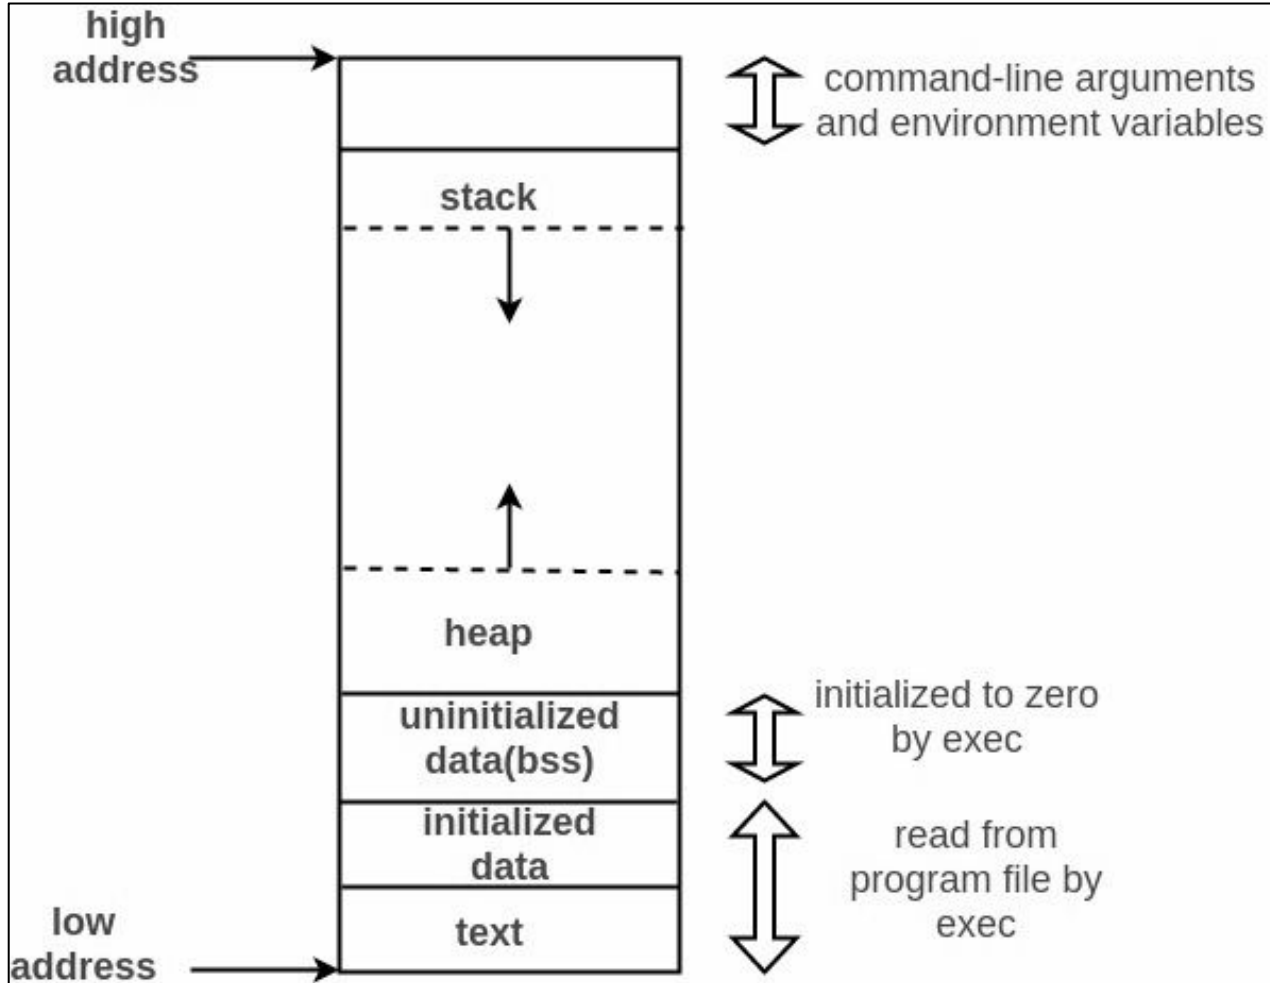 high
address
command-line arguments
and environment variables
stack
heap
uninitialized
data(bss)
initialized to zero
by exec
initialized
data
read from
program file by
exec
text
low
address